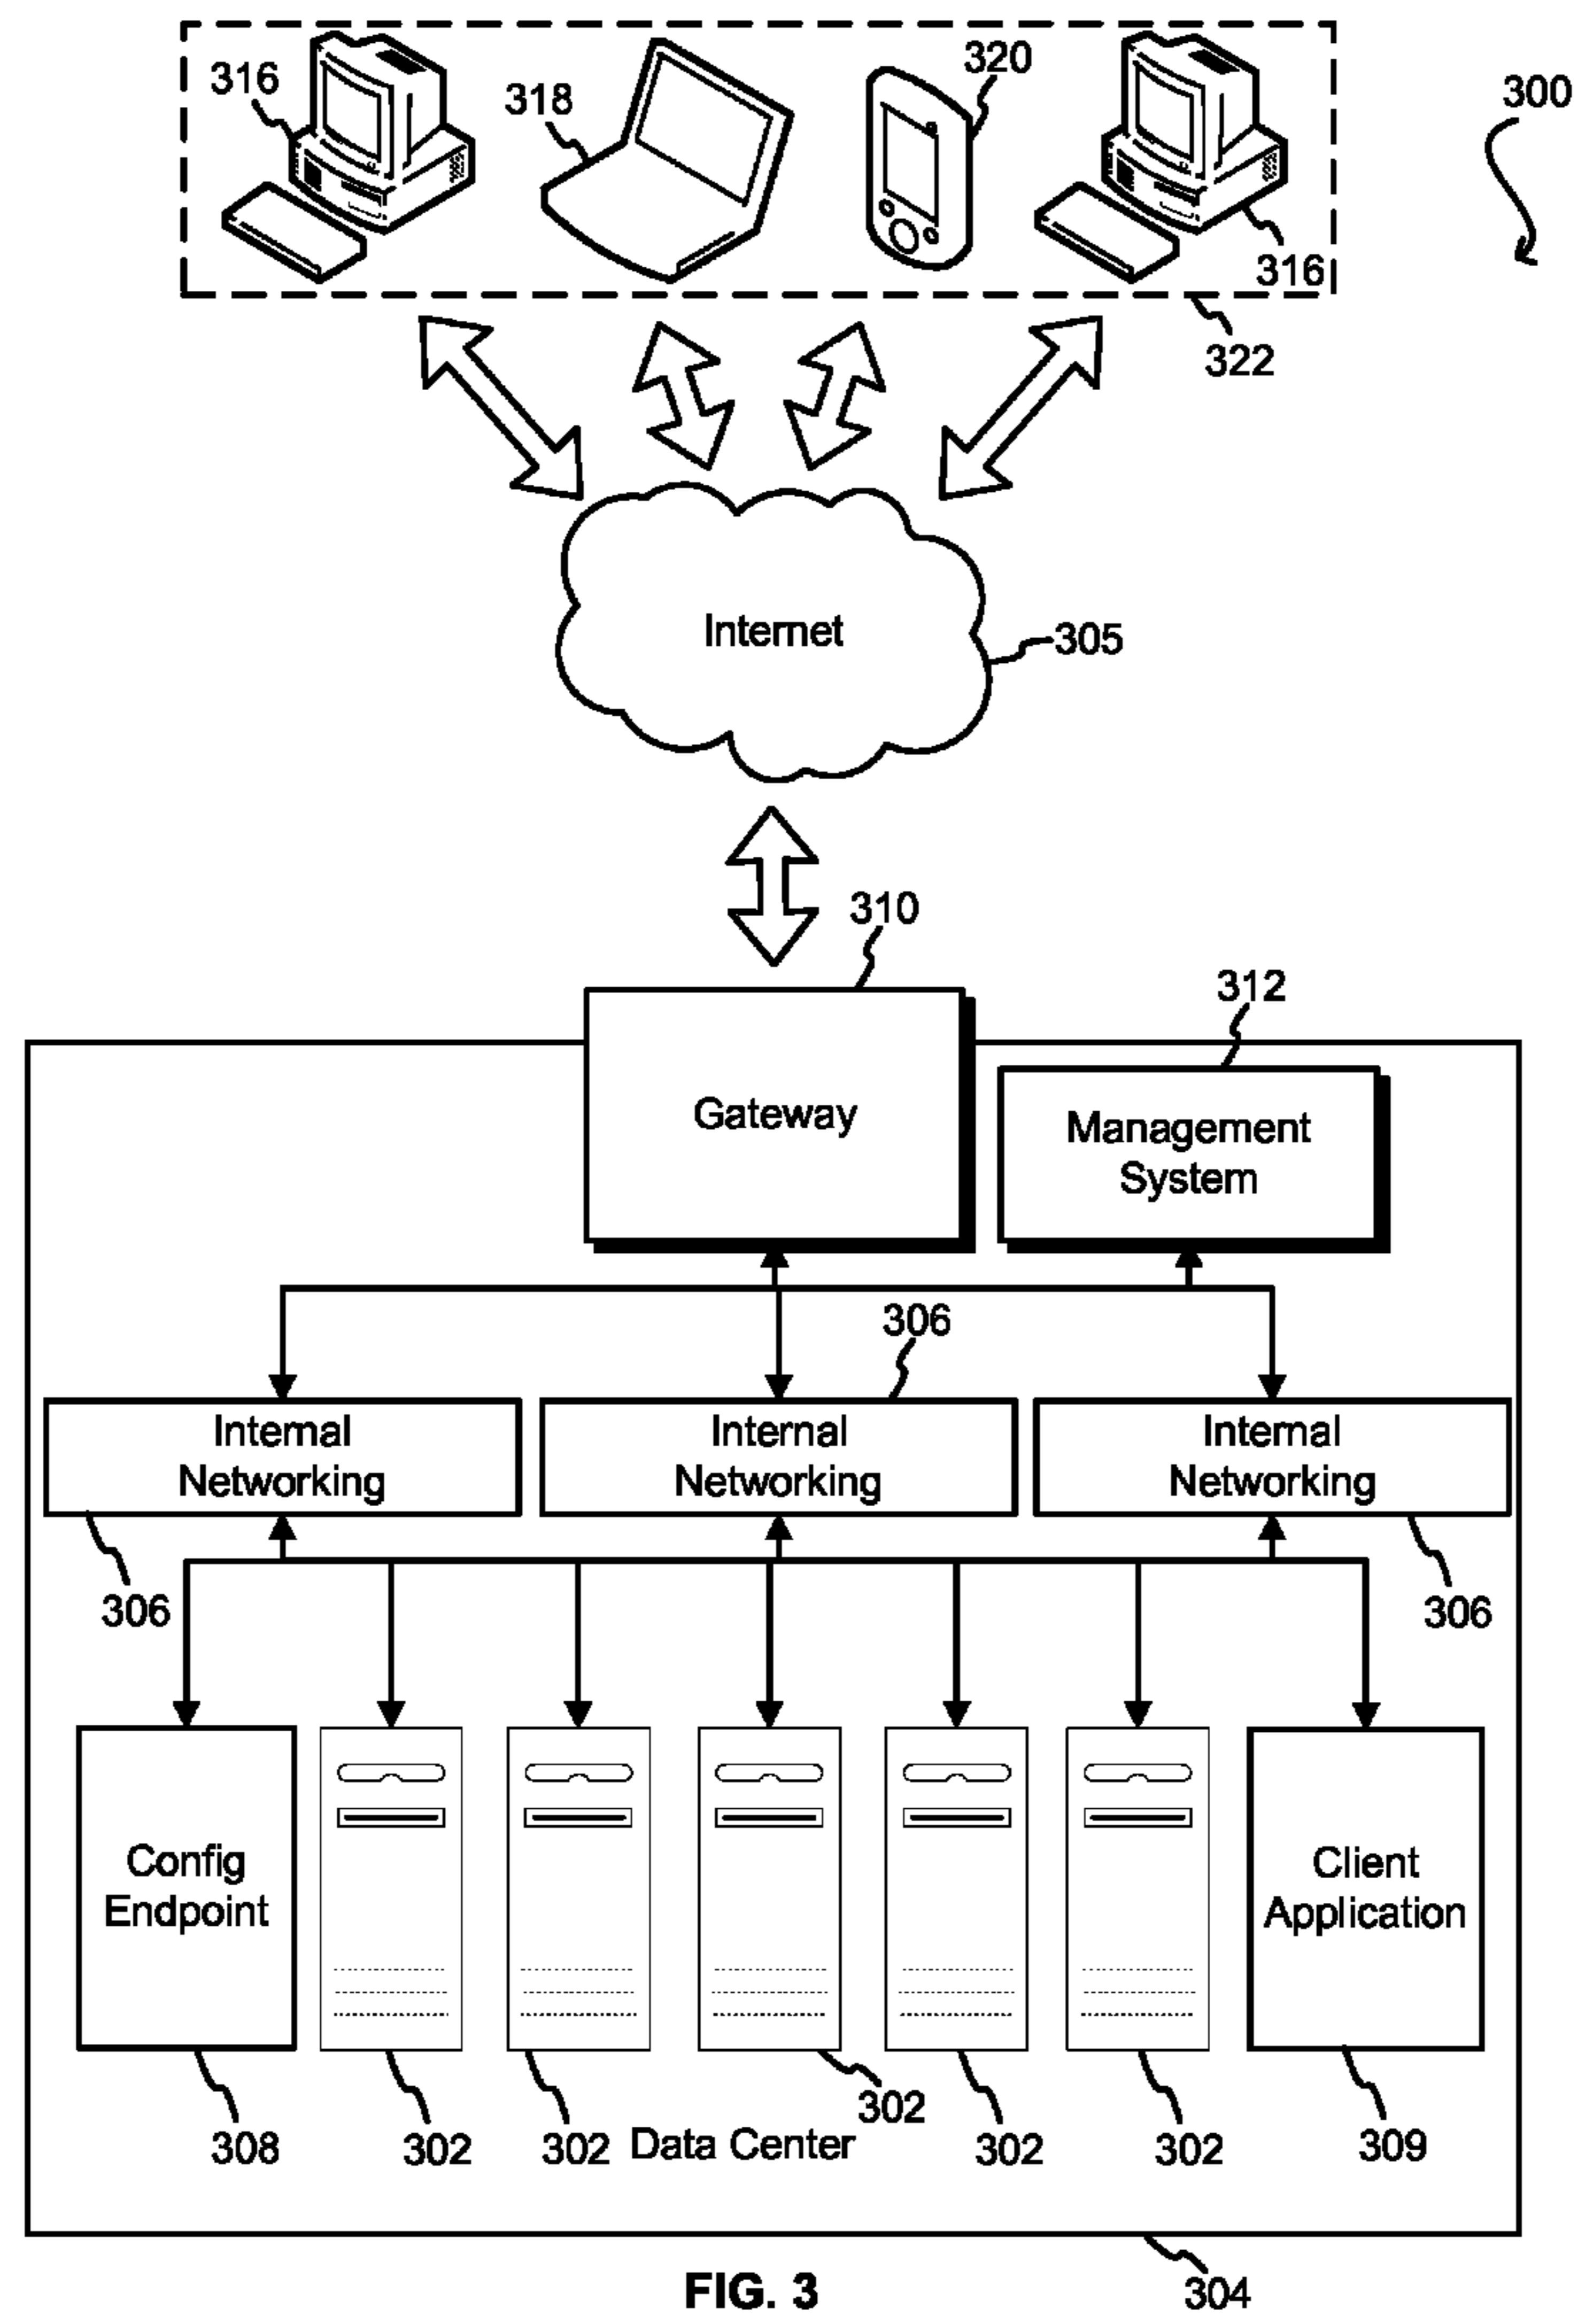 316
318
320
316
300
322
Internet
305
310
312
Gateway
Management
System
306
Internal
Networking
Internal
Networking
Internal
Networking
306
306
Config
Endpoint
Client
Application
308
302
302
302
302
302
309
Data Center
304
FIG. 3